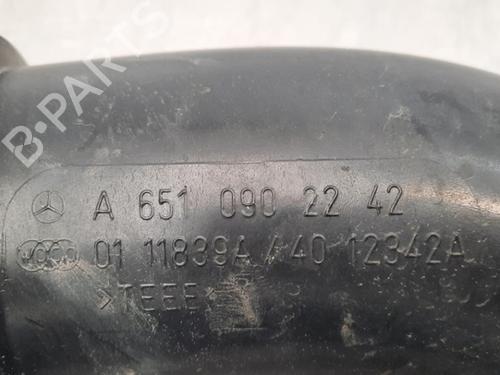 B-PARTS
A 651 090 22 42
01 11839A /40 12342A
>TEEE<